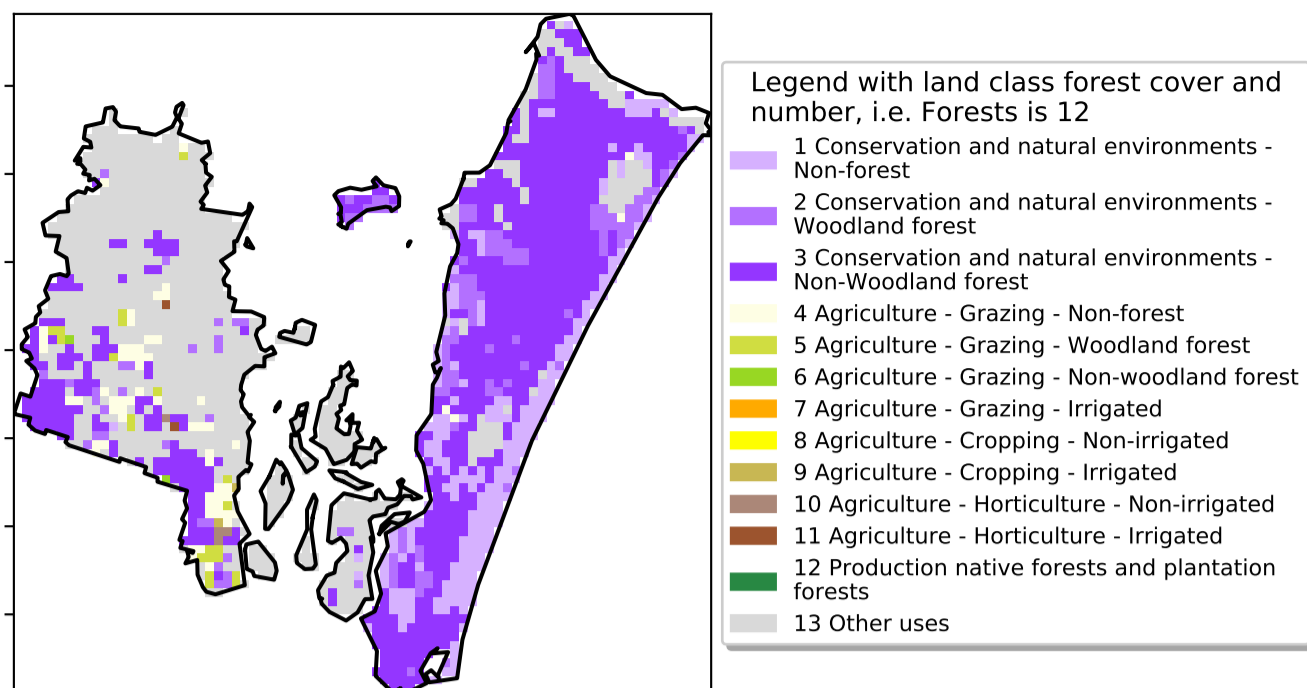 Legend with land class forest cover and
number, i.e. Forests is 12
1 Conservation and natural environments -
Non-forest
2 Conservation and natural environments -
Woodland forest
3 Conservation and natural environments -
Non-Woodland forest
4 Agriculture - Grazing - Non-forest
5 Agriculture - Grazing - Woodland forest
6 Agriculture - Grazing - Non-woodland forest
7 Agriculture - Grazing - Irrigated
8 Agriculture - Cropping - Non-irrigated
9 Agriculture - Cropping - Irrigated
10 Agriculture - Horticulture - Non-irrigated
11 Agriculture - Horticulture - Irrigated
12 Production native forests and plantation
forests
13 Other uses